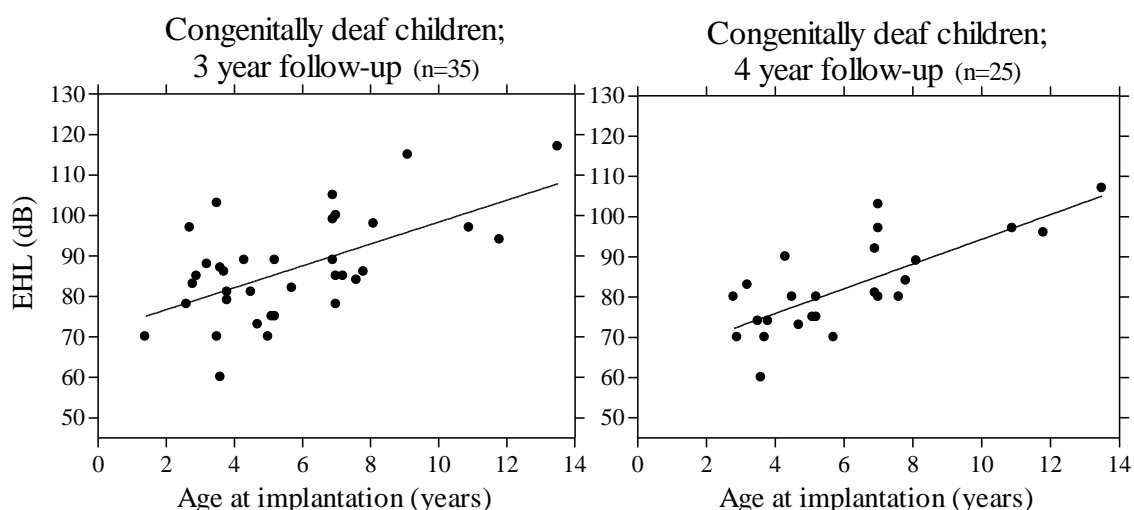 Congenitally deaf children;
3 year follow-up (n=35)
130
120
110
100
90
80
70
60
50
EHL (dB)
0 2 4 6 8 10 12 14
Age at implantation (years)
Congenitally deaf children;
4 year follow-up (n=25)
130
120
110
100
90
80
70
60
50
0 2 4 6 8 10 12 14
Age at implantation (years)